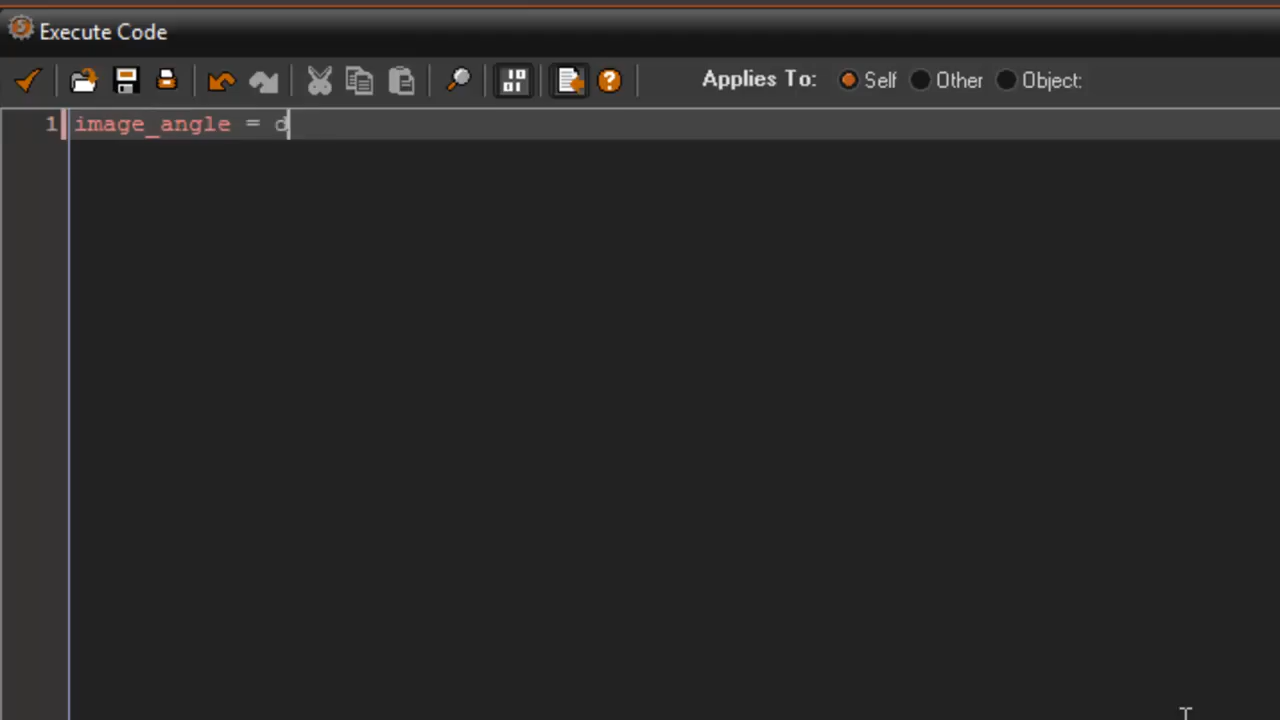 Execute Code
Applies To: Self Other Object:
1 image_angle = d